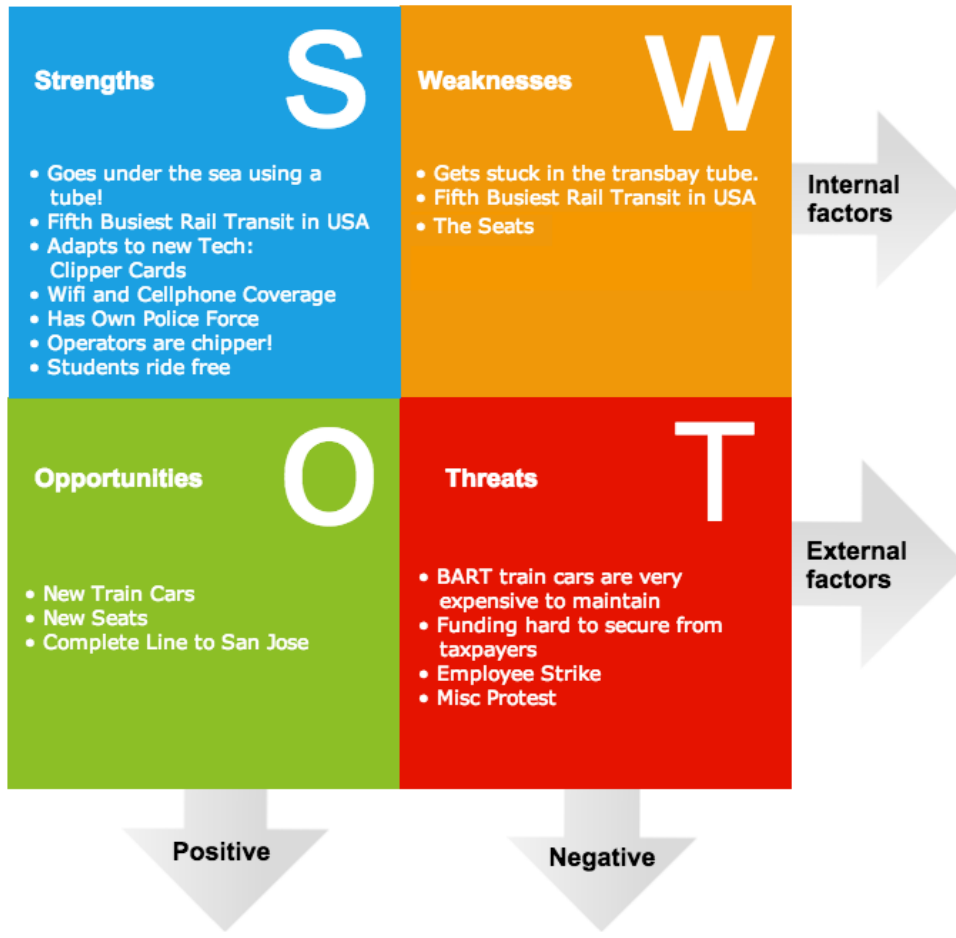 Strengths
S
• Goes under the sea using a
tube!
• Fifth Busiest Rail Transit in USA
• Adapts to new Tech:
Clipper Cards
• Wifi and Cellphone Coverage
• Has Own Police Force
• Operators are chipper!
• Students ride free
Weaknesses
W
• Gets stuck in the transbay tube.
• Fifth Busiest Rail Transit in USA
• The Seats
Internal
factors
Opportunities
O
• New Train Cars
• New Seats
• Complete Line to San Jose
Threats
T
• BART train cars are very
expensive to maintain
• Funding hard to secure from
taxpayers
• Employee Strike
• Misc Protest
External
factors
Positive
Negative